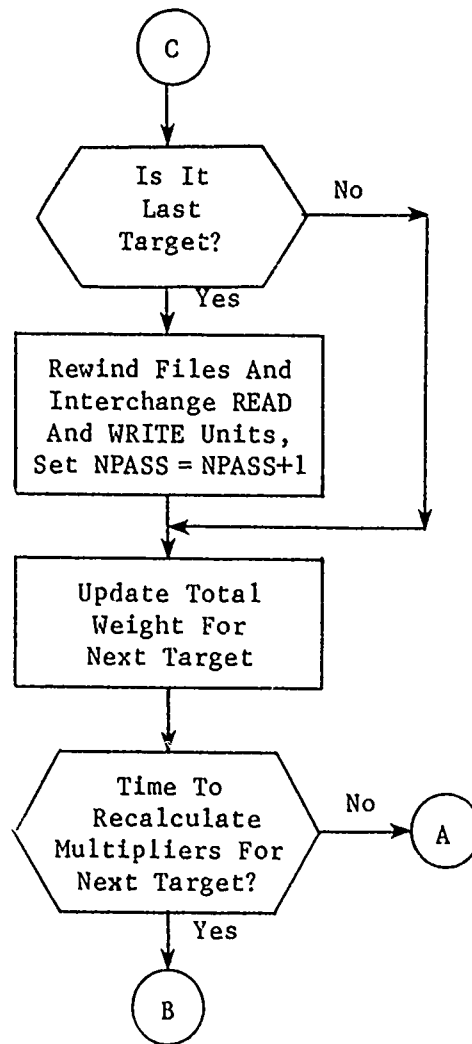 C
Is It
Last
Target?
No
Yes
Rewind Files And
Interchange READ
And WRITE Units,
Set NPASS = NPASS+1
Update Total
Weight For
Next Target
Time To
Recalculate
Multipliers For
Next Target?
No
A
Yes
B